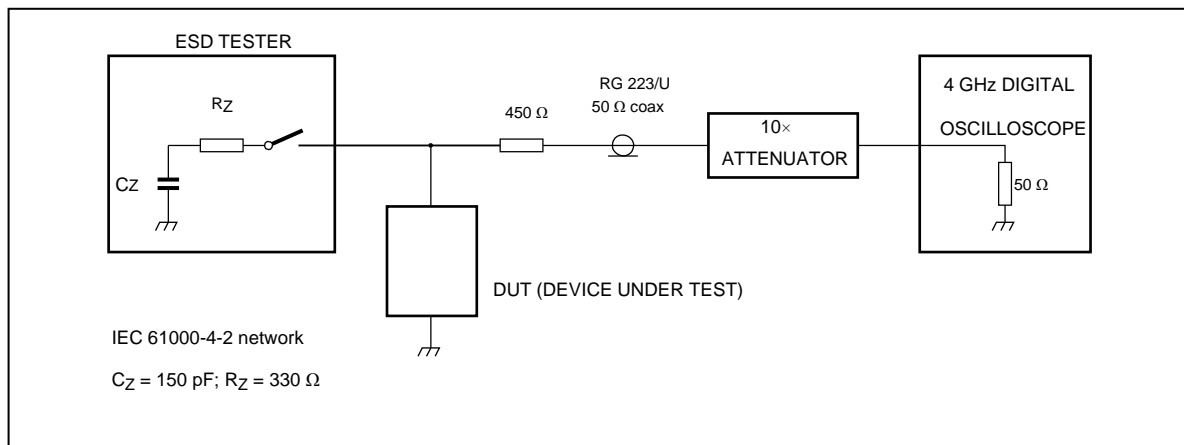 ESD TESTER
RZ
CZ
450 Ω
RG 223/U
50 Ω coax
10×
ATTENUATOR
4 GHz DIGITAL
OSCILLOSCOPE
50 Ω
DUT (DEVICE UNDER TEST)
IEC 61000-4-2 network
CZ = 150 pF; RZ = 330 Ω